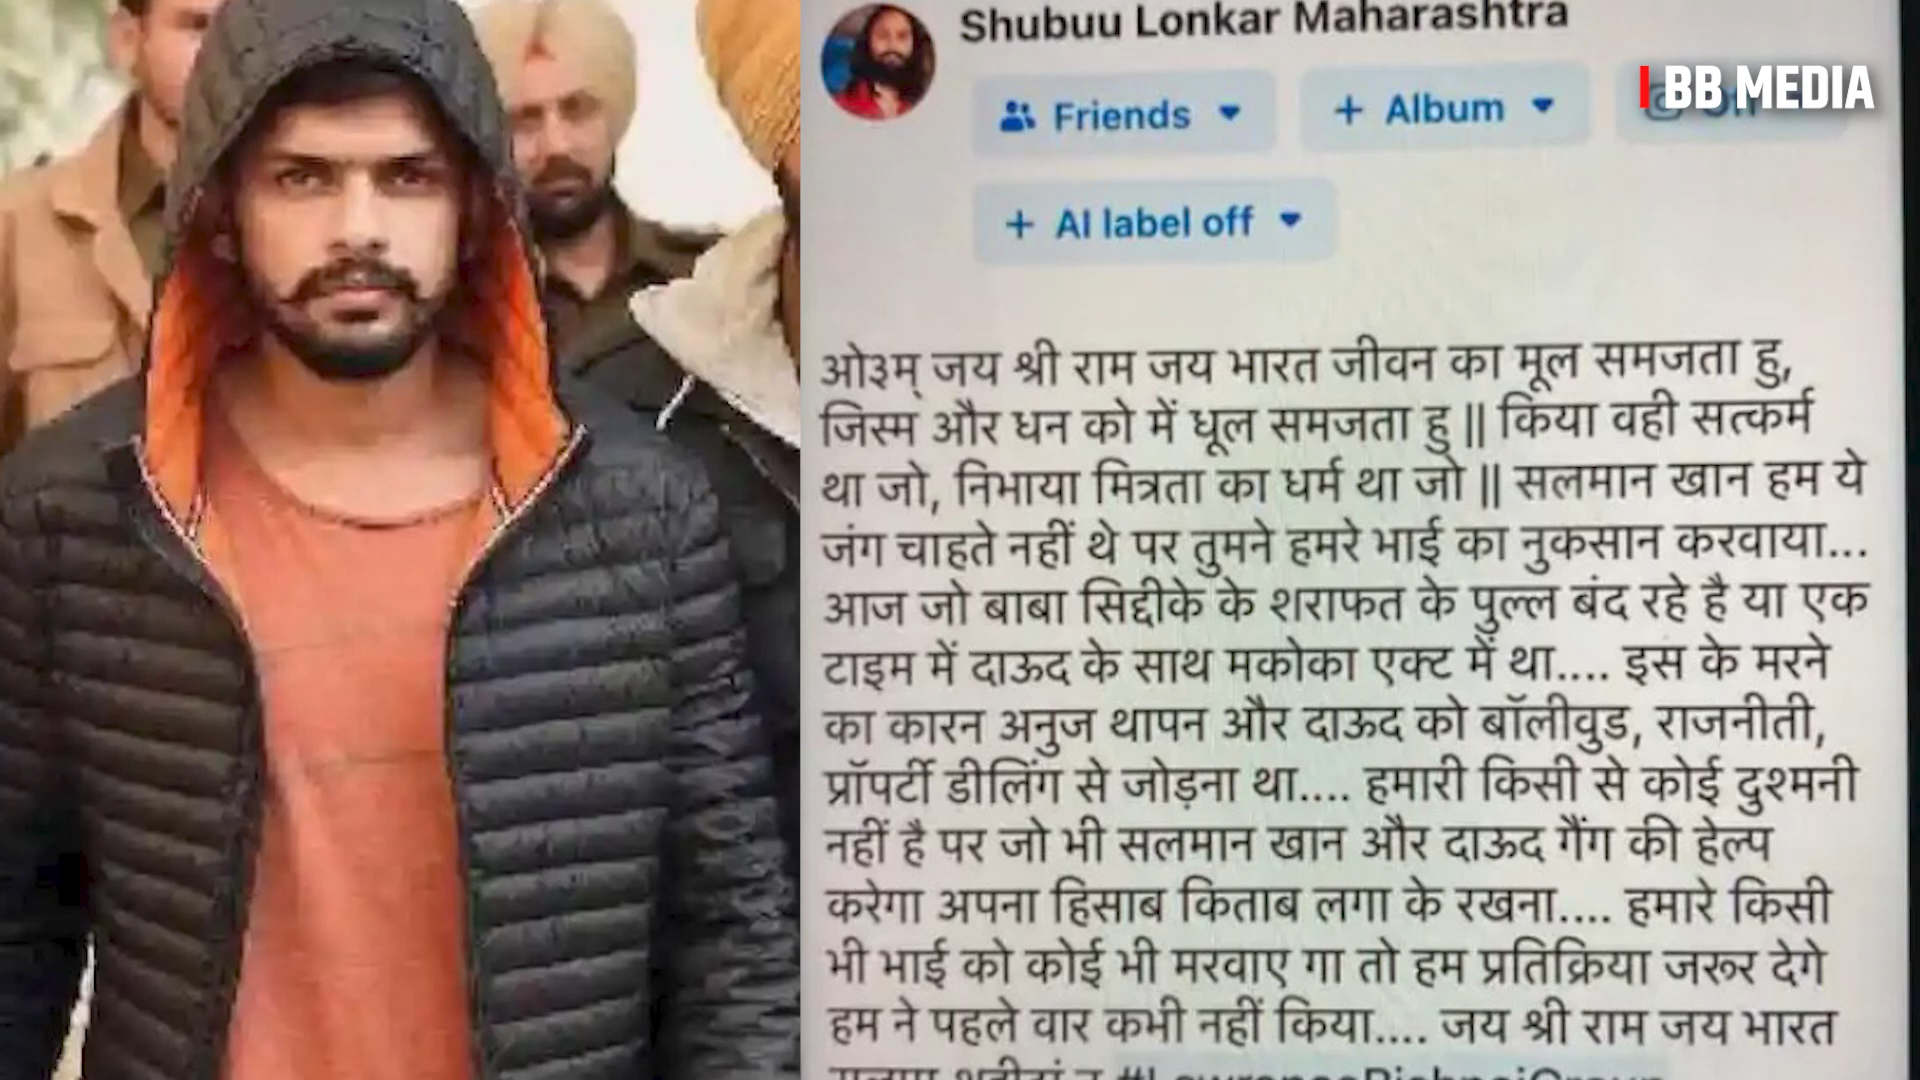 Shubuu Lonkar Maharashtra
BB MEDIA
Friends
+ Album
+ AI label off
ओ३म् जय श्री राम जय भारत जीवन का मूल समजता हु,
जिस्म और धन को में धूल समजता हु || किया वही सत्कर्म
था जो, निभाया मित्रता का धर्म था जो || सलमान खान हम ये
जंग चाहते नहीं थे पर तुमने हमरे भाई का नुकसान करवाया...
आज जो बाबा सिद्दीके के शराफत के पुल्ल बंद रहे है या एक
टाइम में दाऊद के साथ मकोका एक्ट में था.... इस के मरने
का कारन अनुज थापन और दाऊद को बॉलीवुड, राजनीती,
प्रॉपर्टी डीलिंग से जोड़ना था.... हमारी किसी से कोई दुश्मनी
नहीं है पर जो भी सलमान खान और दाऊद गैंग की हेल्प
करेगा अपना हिसाब किताब लगा के रखना.... हमारे किसी
भी भाई को कोई भी मरवाए गा तो हम प्रतिक्रिया जरूर देगे
हम ने पहले वार कभी नहीं किया.... जय श्री राम जय भारत